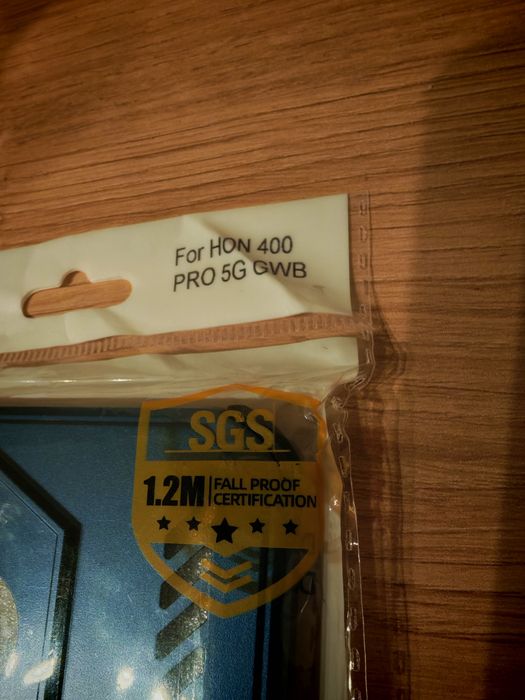 For HON 400
PRO 5G GWB
SGS
1.2M
FALL PROOF
CERTIFICATION